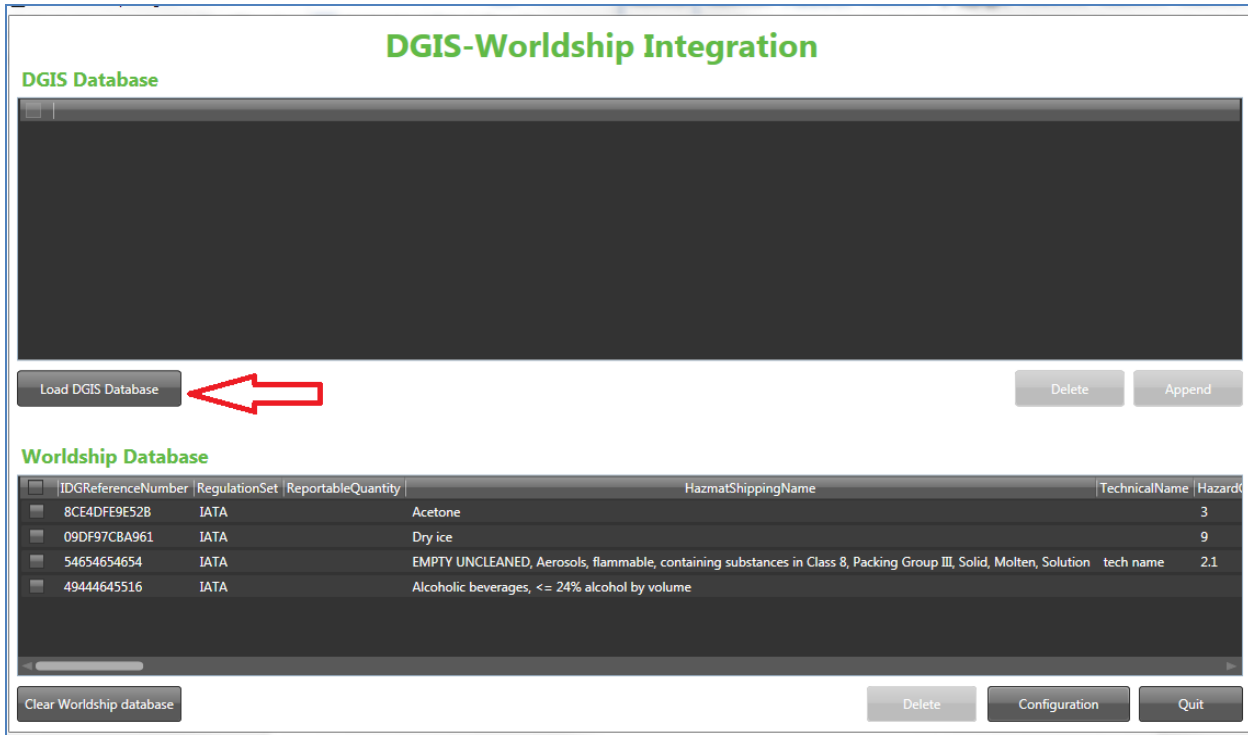 DGIS-Worldship Integration
DGIS Database
Load DGIS Database
Delete
Append
Worldship Database
IDGReferenceNumber RegulationSet ReportableQuantity HazmatShippingName TechnicalName Hazard
8CE4DFE9E52B IATA Acetone 3
09DF97CBA961 IATA Dry ice 9
54654654654 IATA EMPTY UNCLEANED, Aerosols, flammable, containing substances in Class 8, Packing Group III, Solid, Molten, Solution tech name 2.1
49444645516 IATA Alcoholic beverages, <= 24% alcohol by volume
Clear Worldship database
Delete
Configuration
Quit